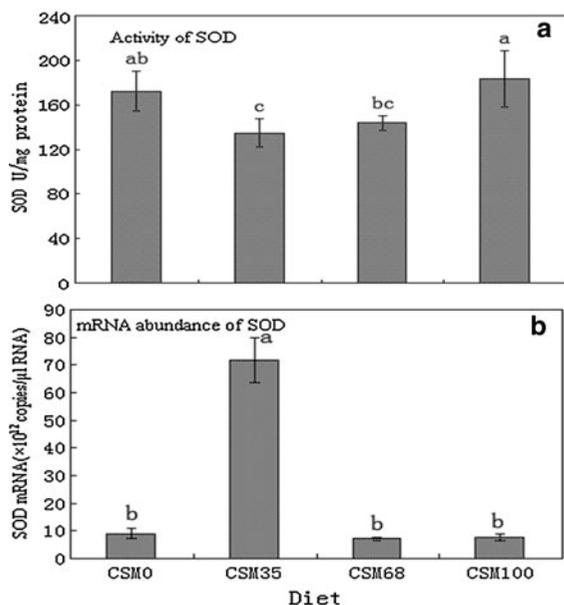 Activity of SOD
a
240
200
160
120
80
40
0
SOD U/mg protein
ab
c
bc
a
mRNA abundance of SOD
b
90
80
70
60
50
40
30
20
10
0
SOD mRNA(×10¹² copies/μl RNA)
b
a
b
b
CSM0 CSM35 CSM68 CSM100
Diet